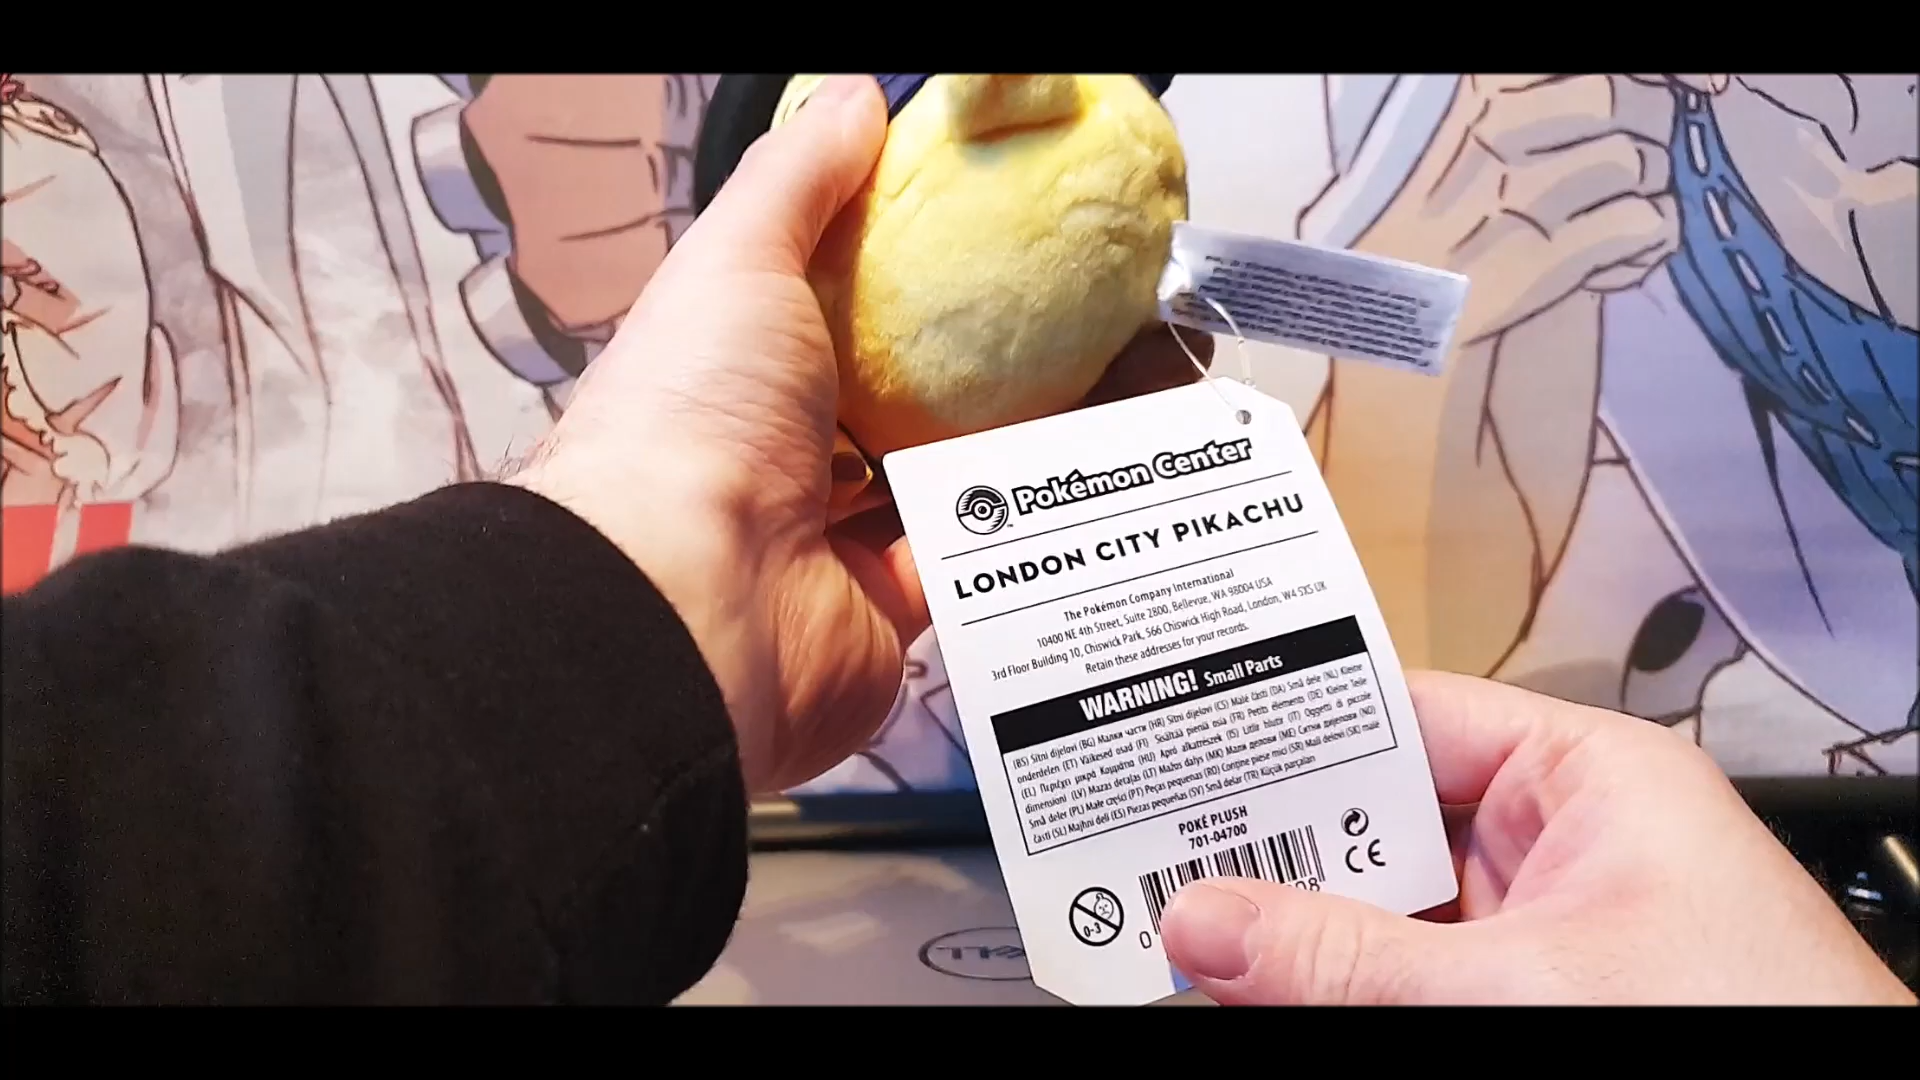 Pokémon Center
LONDON CITY PIKACHU
The Pokémon Company International
10400 NE 4th Street, Suite 2800, Bellevue, WA 98004 USA
3rd Floor Building 10, Chiswick Park, 566 Chiswick High Road, London, W4 5XS UK
Retain these addresses for your records.
WARNING! Small Parts
(BS) Sitni dijelovi (BG) Малки части (HR) Sitni dijelovi (CS) Malé části (DA) Små dele (NL) Kleine
onderdelen (ET) Väikesed osad (FI) Sisältää pieniä osia (FR) Petits éléments (DE) Kleine Teile
(EL) Περιέχει μικρά Κομμάτια (HU) Apró alkatrészek (IS) Litlir hlutir (IT) Oggetti di piccole
dimensioni (LV) Mazas detaļas (LT) Mažos dalys (MK) Мали делови (ME) Ситни дијелови (NO)
Små deler (PL) Małe części (PT) Peças pequenas (RO) Conține piese mici (SR) Mali delovi (SK) malé
časti (SL) Majhni deli (ES) Piezas pequeñas (SV) Små delar (TR) Küçük parçaları
POKÉ PLUSH
701-04700
0-3
CE
0
08
DELL